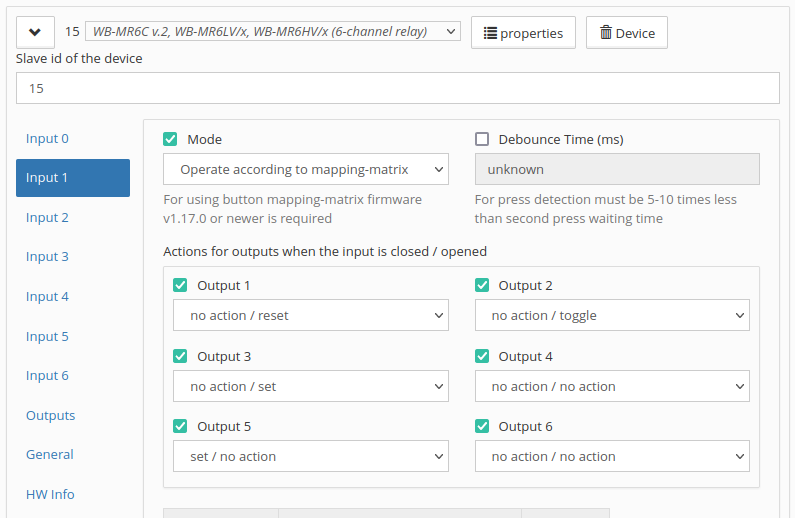 15 WB-MR6C v.2, WB-MR6LV/x, WB-MR6HV/x (6-channel relay) properties Device
Slave id of the device
15
Input 0
Input 1
Input 2
Input 3
Input 4
Input 5
Input 6
Outputs
General
HW Info
Mode
Operate according to mapping-matrix
For using button mapping-matrix firmware
v1.17.0 or newer is required
Debounce Time (ms)
unknown
For press detection must be 5-10 times less
than second press waiting time
Actions for outputs when the input is closed / opened
Output 1
no action / reset
Output 2
no action / toggle
Output 3
no action / set
Output 4
no action / no action
Output 5
set / no action
Output 6
no action / no action